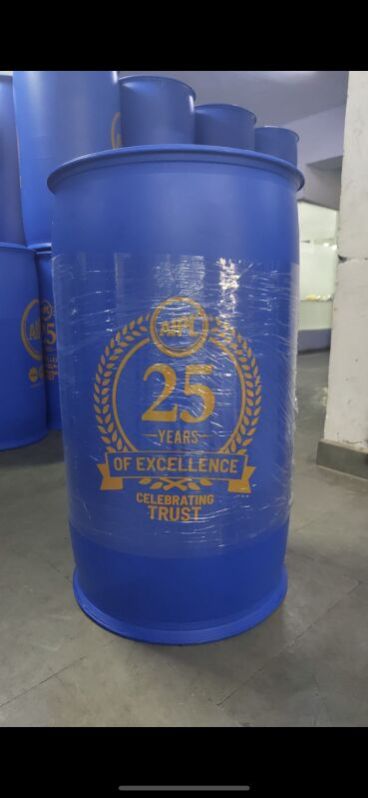 AIPL
25
YEARS
OF EXCELLENCE
CELEBRATING
TRUST